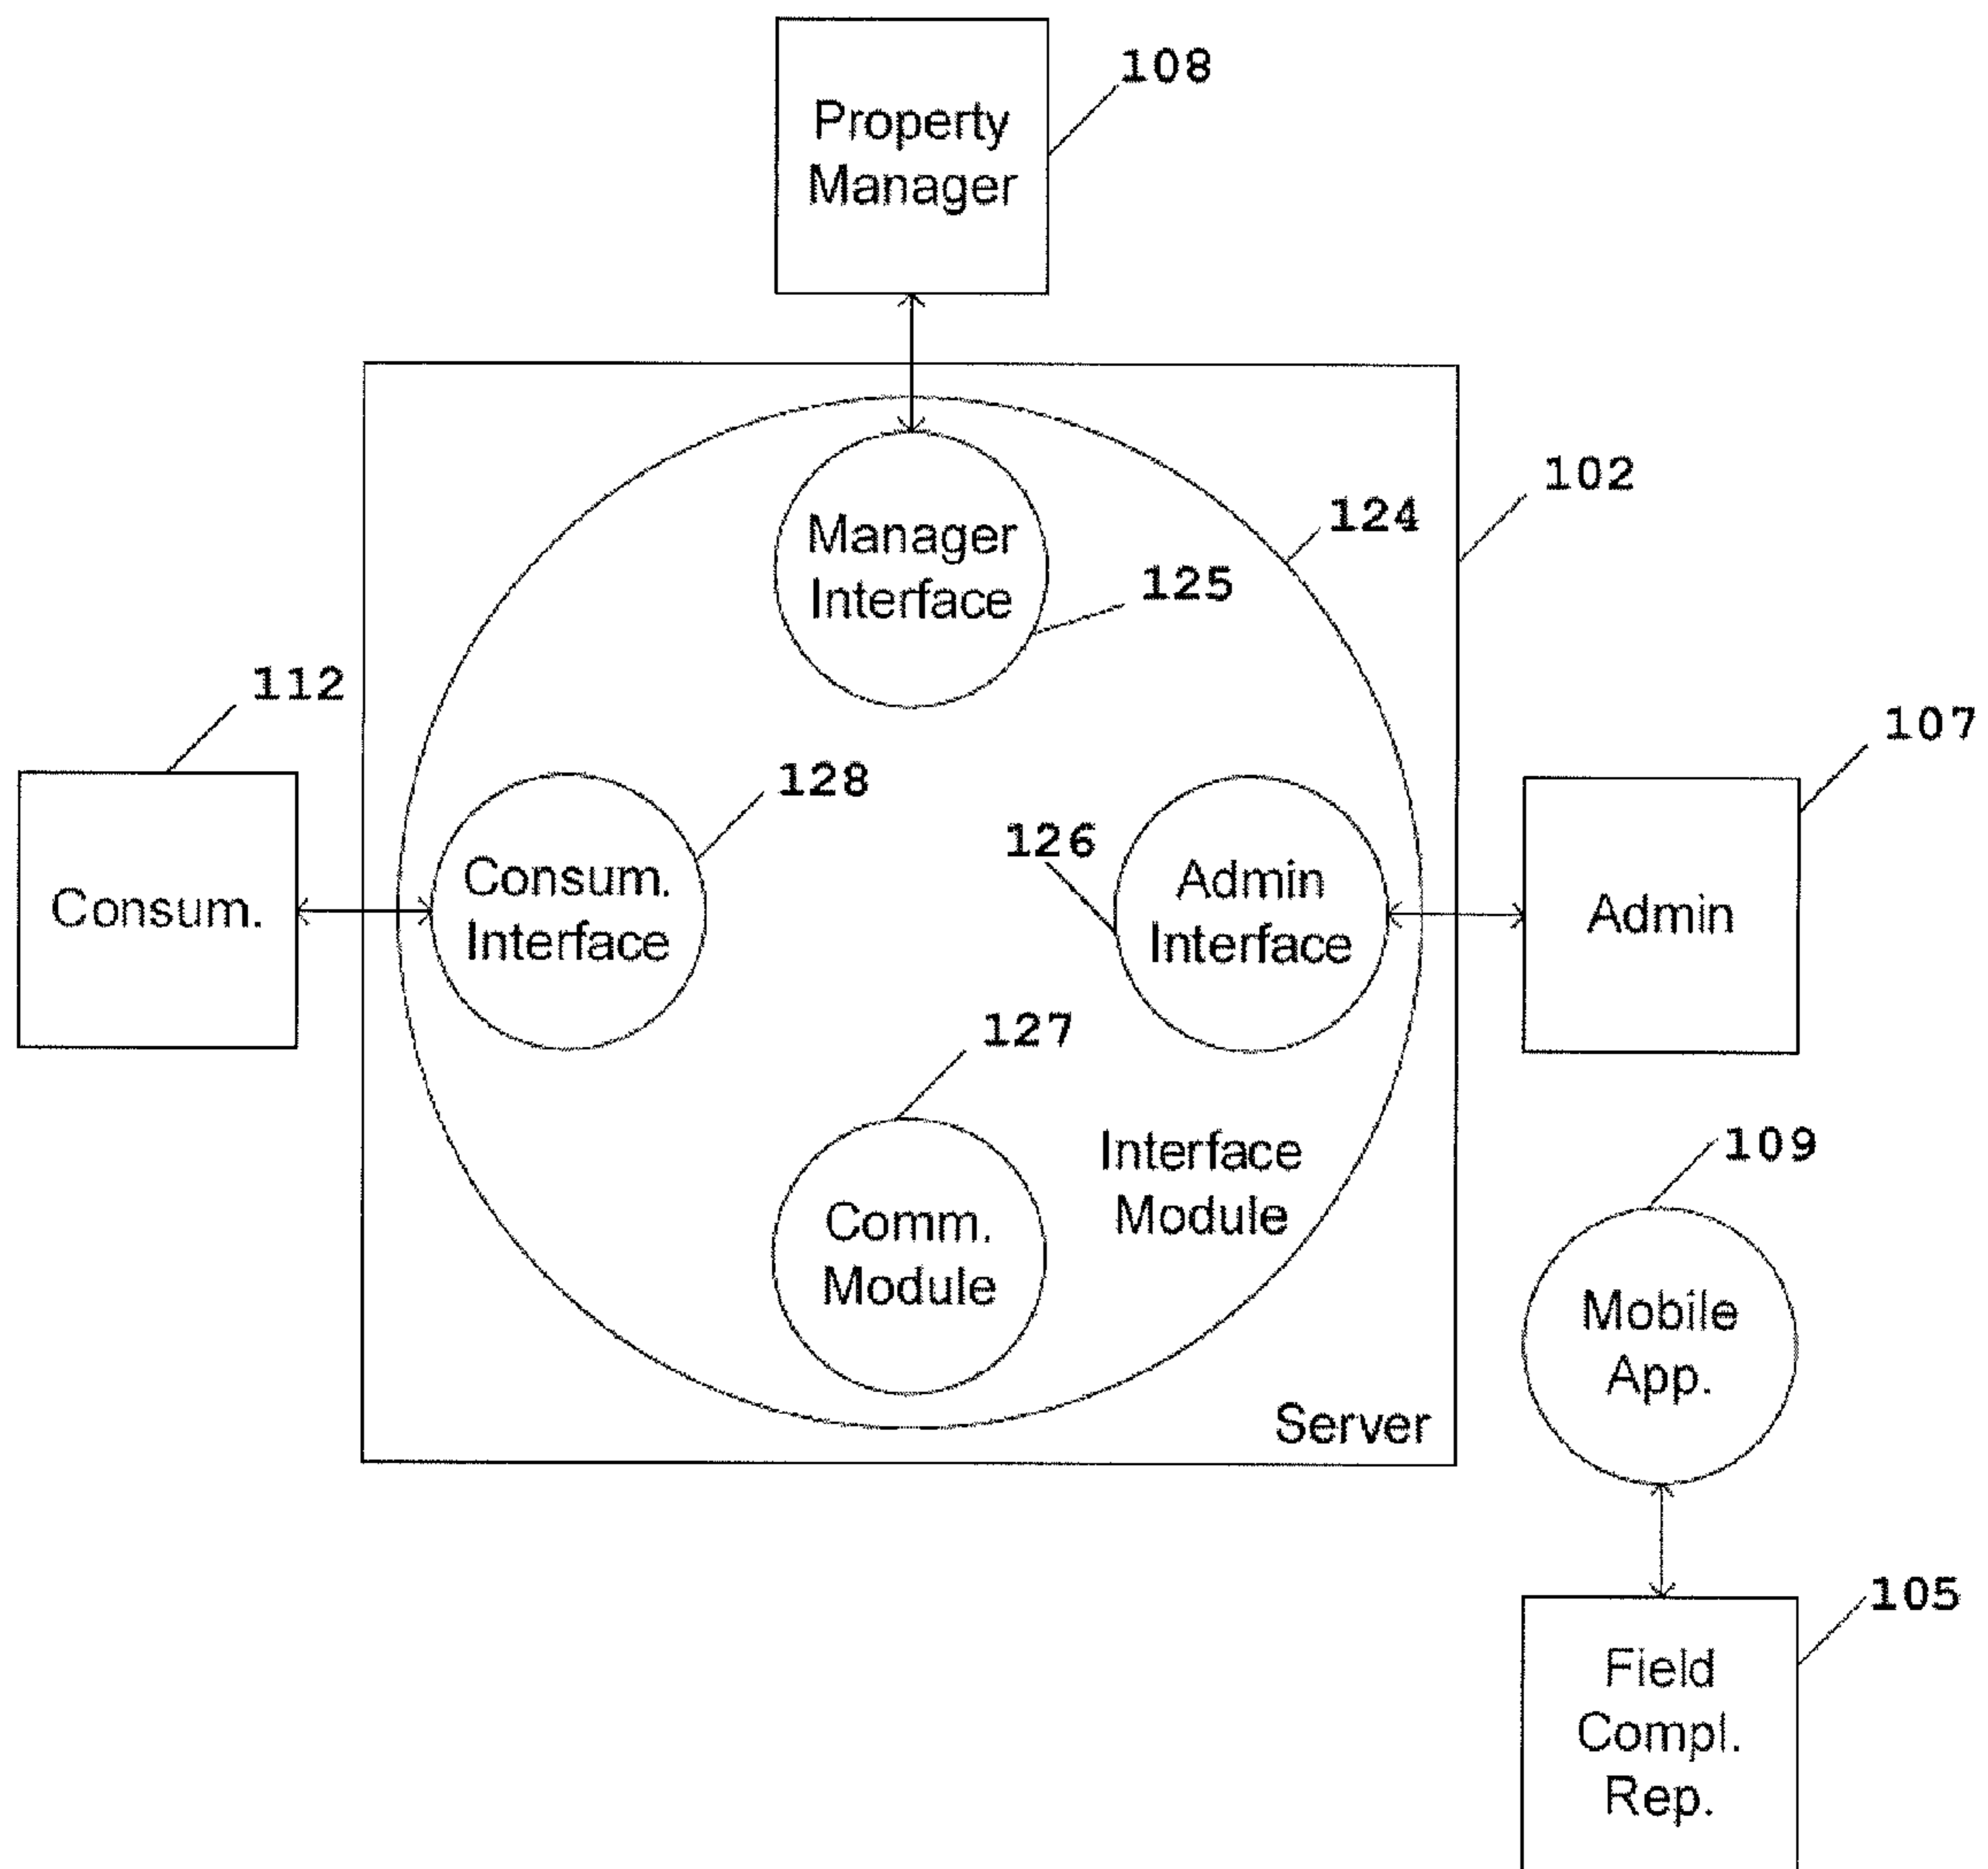 108
Property
Manager
102
124
Manager
Interface
125
112
107
128
126
Consum.
Consum.
Interface
Admin
Interface
Admin
127
109
Interface
Module
Comm.
Module
Mobile
App.
Server
105
Field
Compl.
Rep.